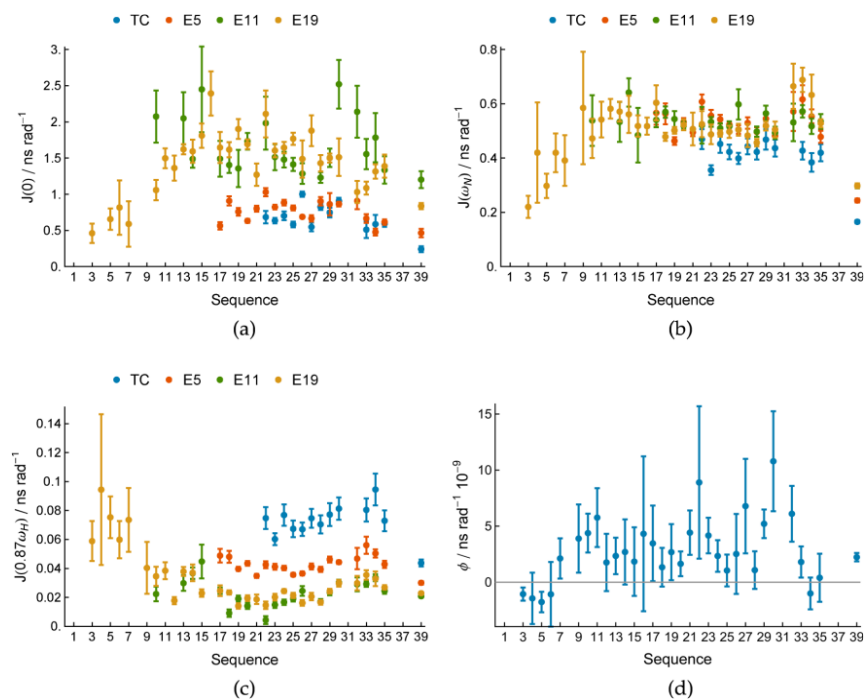 TC E5 E11 E19
TC E5 E11 E19
J(0) / ns rad⁻¹
3.
2.5
2.
1.5
1.
0.5
0.
1 3 5 7 9 11 13 15 17 19 21 23 25 27 29 31 33 35 37 39
Sequence
(a)
J(ωN) / ns rad⁻¹
0.8
0.6
0.4
0.2
0.
1 3 5 7 9 11 13 15 17 19 21 23 25 27 29 31 33 35 37 39
Sequence
(b)
TC E5 E11 E19
J(0.87ωH) / ns rad⁻¹
0.14
0.12
0.1
0.08
0.06
0.04
0.02
0.
1 3 5 7 9 11 13 15 17 19 21 23 25 27 29 31 33 35 37 39
Sequence
(c)
ϕ / ns rad⁻¹ 10⁻⁹
15
10
5
0
1 3 5 7 9 11 13 15 17 19 21 23 25 27 29 31 33 35 37 39
Sequence
(d)